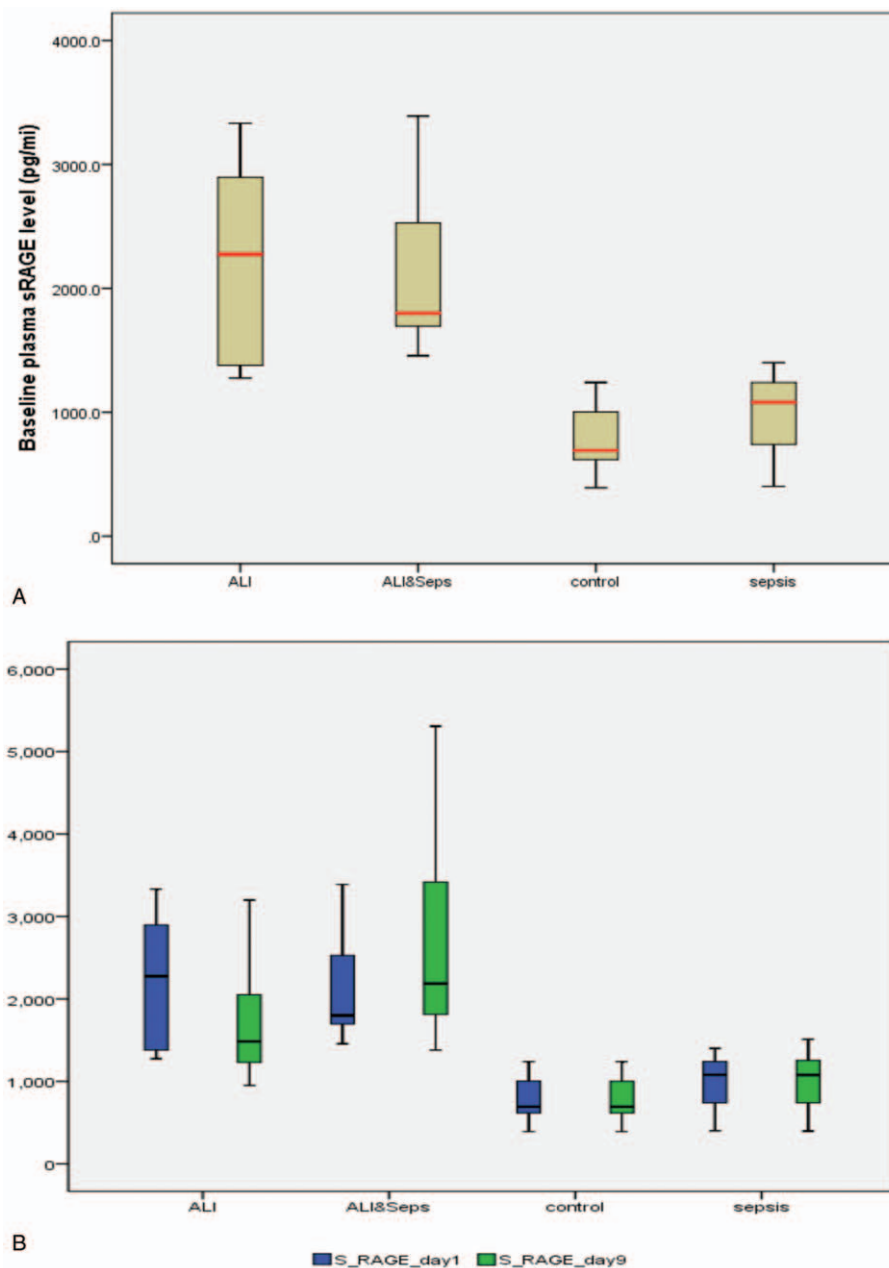 4000.0
3000.0
2000.0
1000.0
.0
Baseline plasma sRAGE level (pg/mi)
ALI ALI&Seps control sepsis
A
6,000
5,000
4,000
3,000
2,000
1,000
0
ALI ALI&Seps control sepsis
B
S_RAGE_day1 S_RAGE_day9